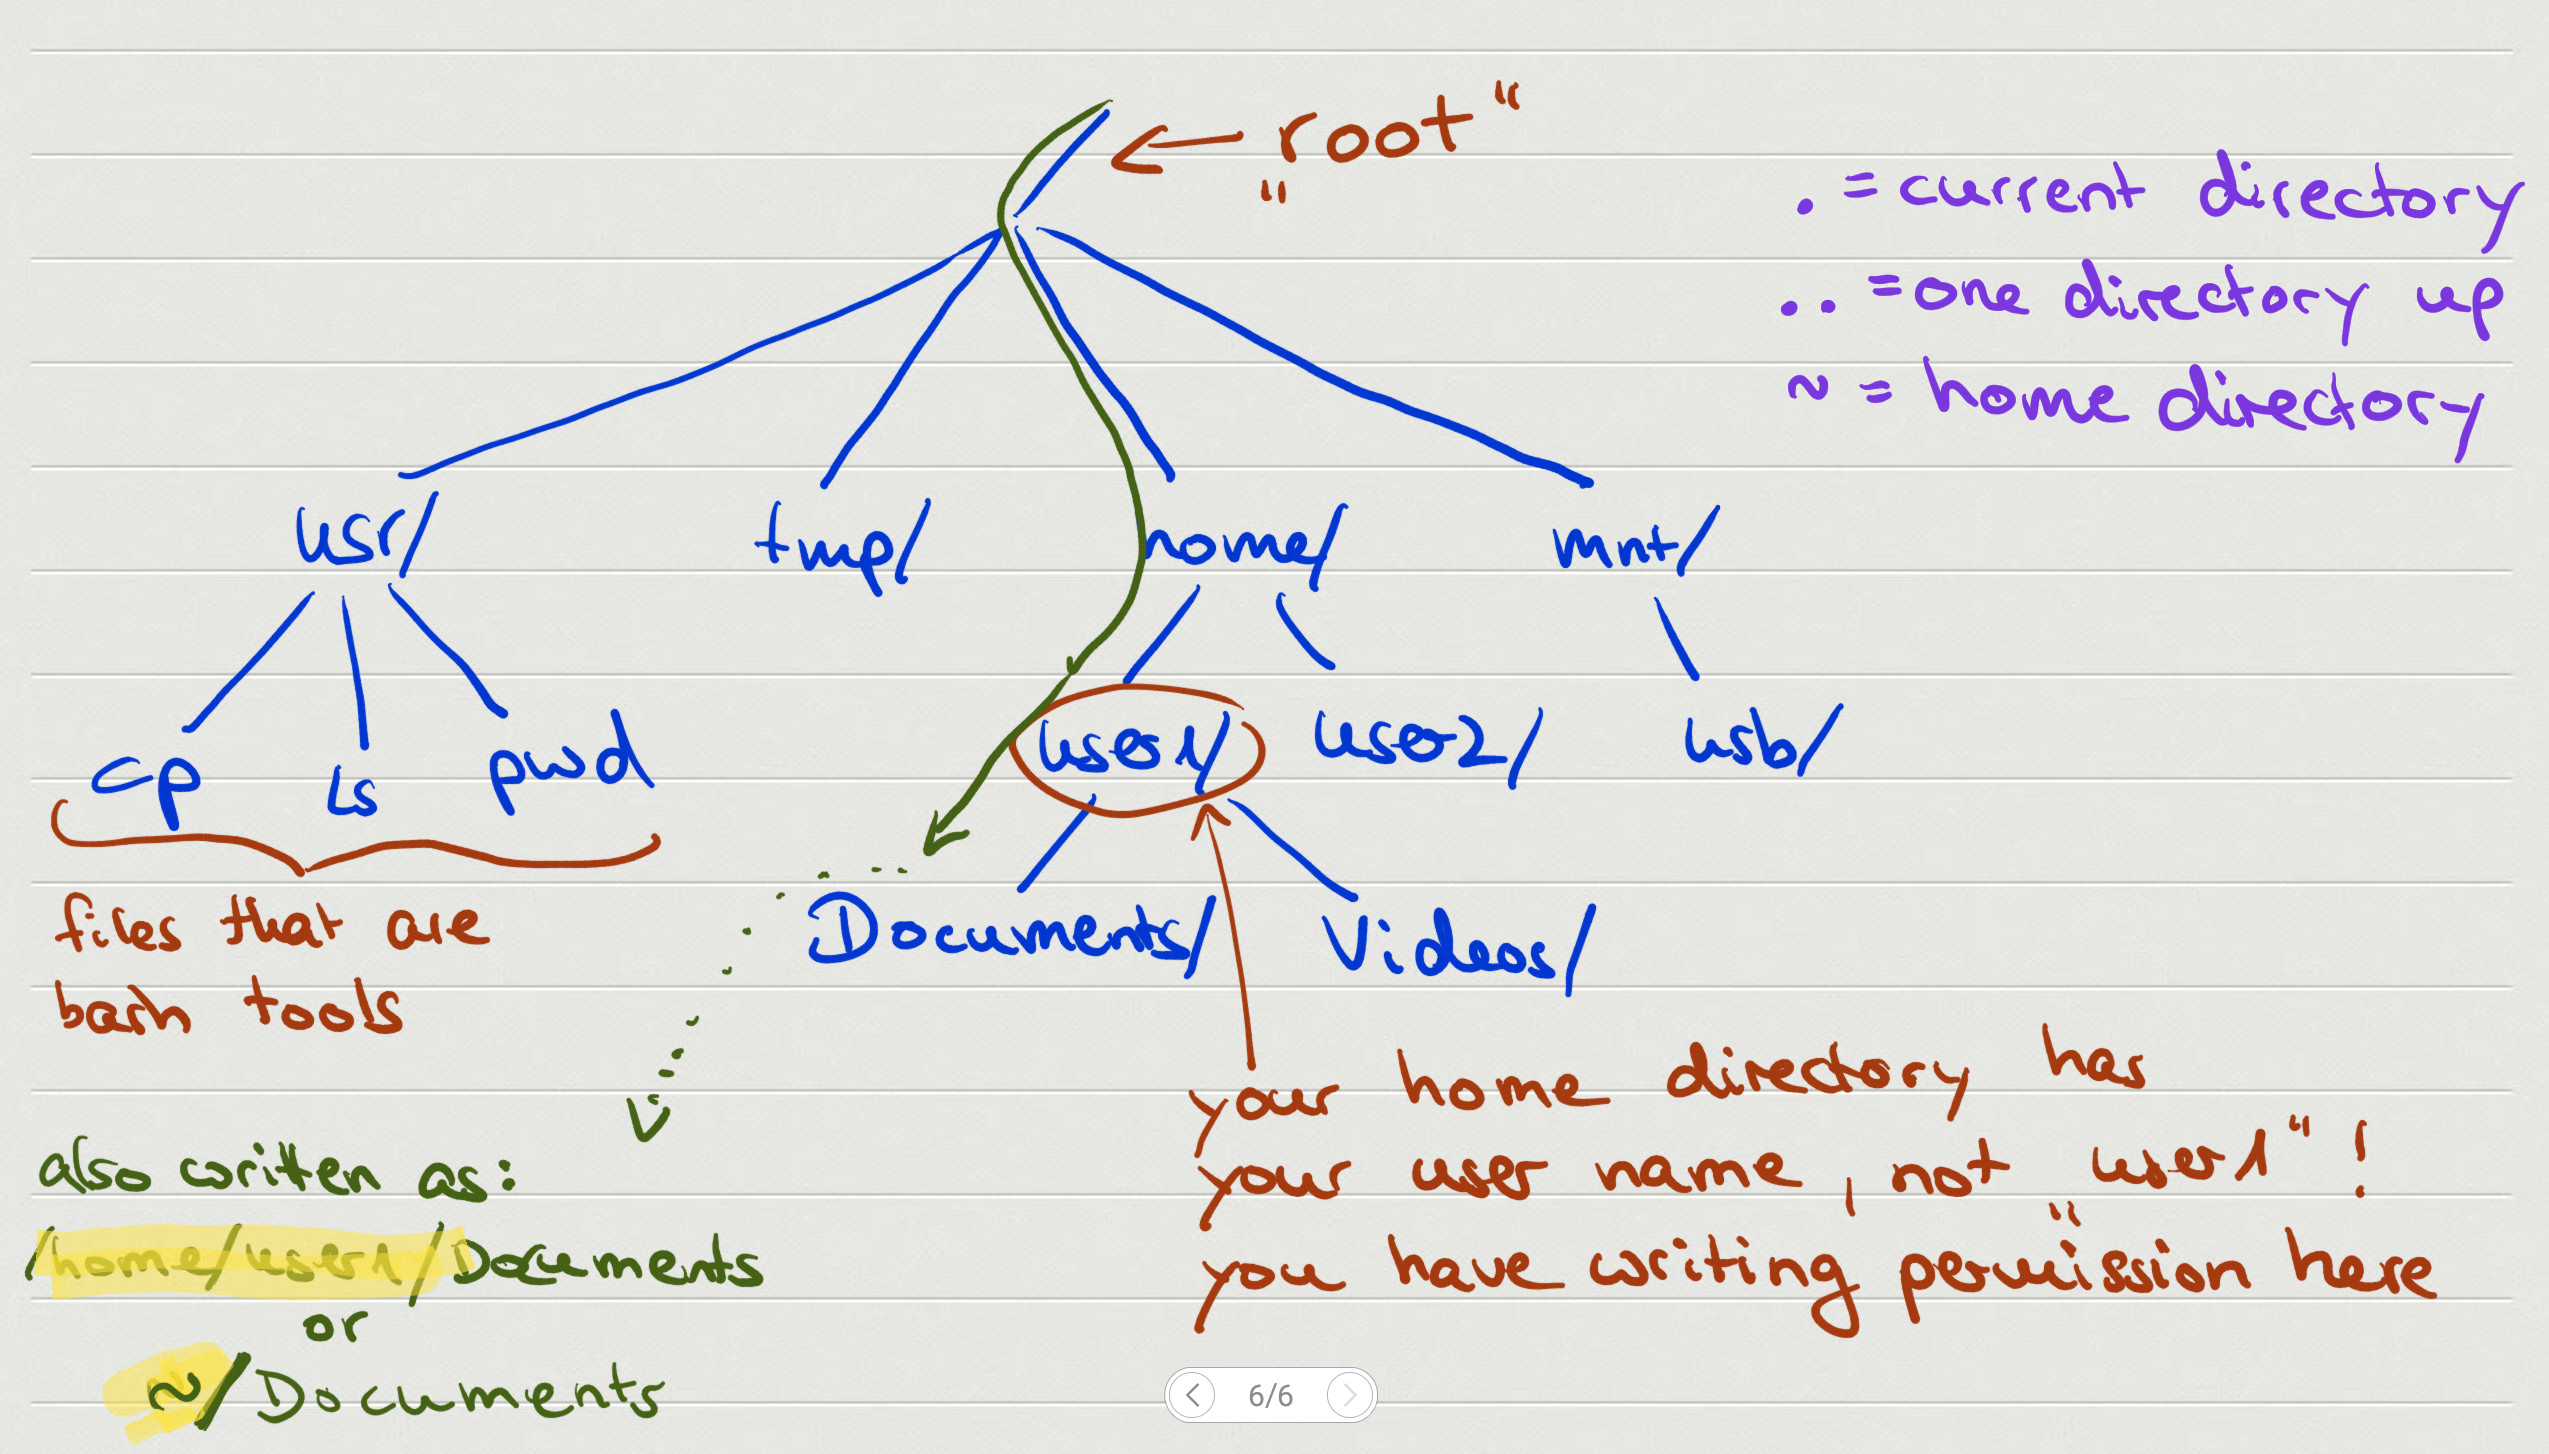 / ← „root“
. = current directory
.. = one directory up
~ = home directory
usr/ tmp/ home/ mnt/
cp ls pwd user1/ user2/ usb/
Documents/ Videos/
files that are
bash tools
your home directory has
your user name, not „user1“!
you have writing permission here
also written as:
/home/user1/Documents
or
~/Documents
6/6